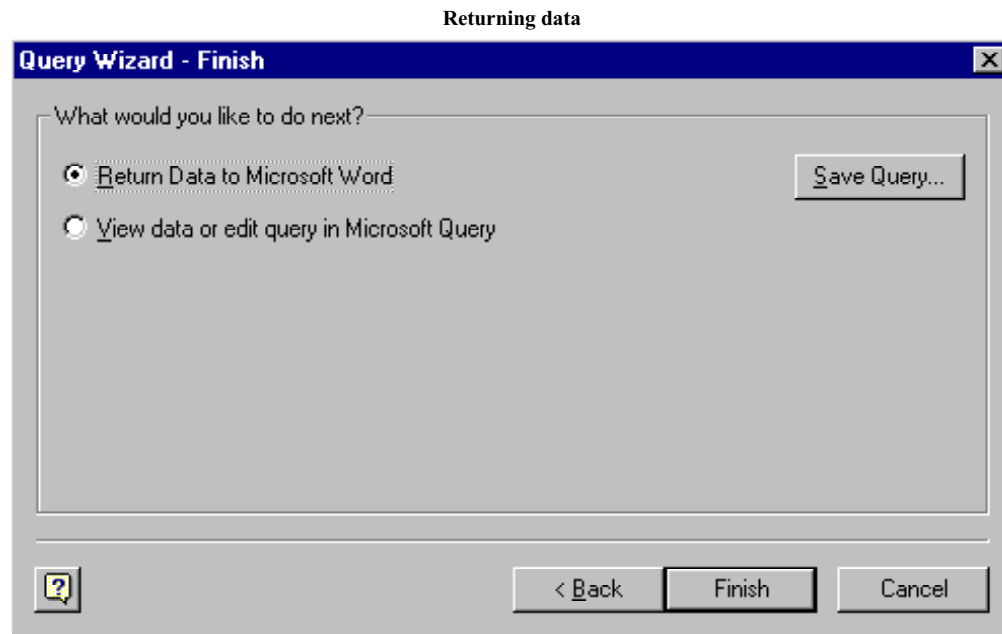 Returning data
Query Wizard - Finish
What would you like to do next?
Return Data to Microsoft Word
Save Query...
View data or edit query in Microsoft Query
?
< Back
Finish
Cancel